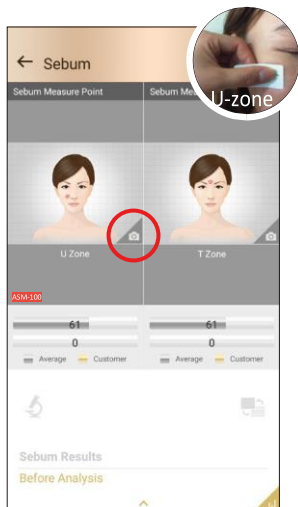 Sebum
U-zone
Sebum Measure Point
Sebum Me
U Zone
T Zone
ASM-100
61
61
0
0
Average
Customer
Average
Customer
Sebum Results
Before Analysis